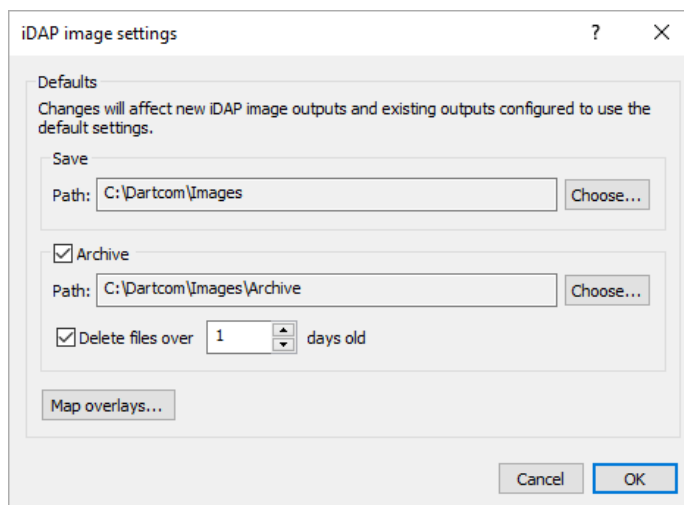 iDAP image settings ?
Defaults
Changes will affect new iDAP image outputs and existing outputs configured to use the
default settings.
Save
Path: C:\Dartcom\Images Choose...
Archive
Path: C:\Dartcom\Images\Archive Choose...
Delete files over 1 days old
Map overlays...
Cancel OK